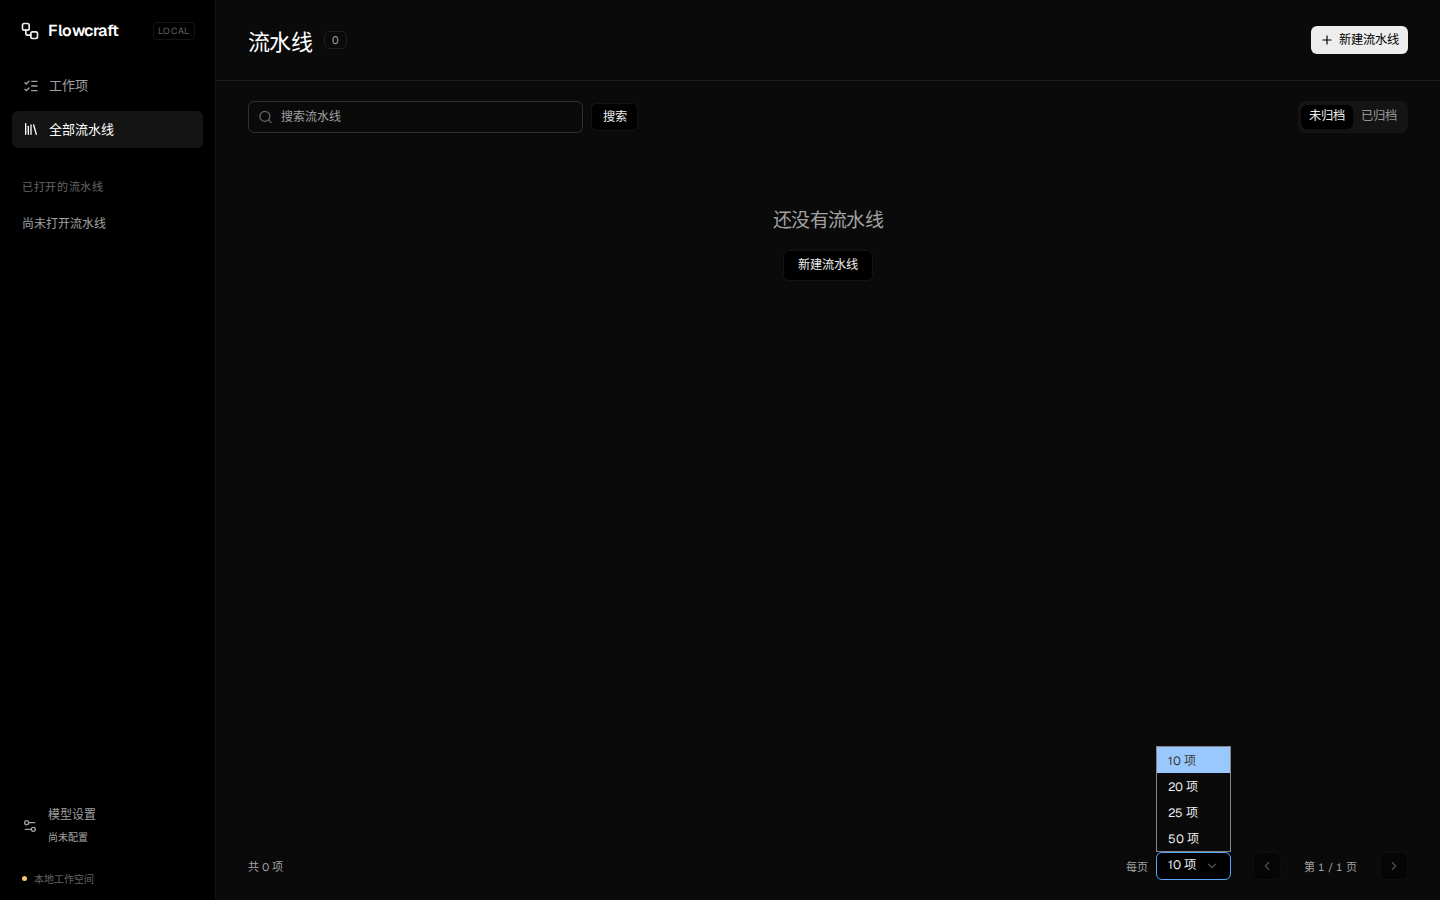 Flowcraft
LOCAL
工作项
全部流水线
已打开的流水线
尚未打开流水线
模型设置
尚未配置
本地工作空间
流水线
0
新建流水线
搜索流水线
搜索
未归档
已归档
还没有流水线
新建流水线
10 项
20 项
25 项
50 项
共 0 项
每页
10 项
第 1 / 1 页